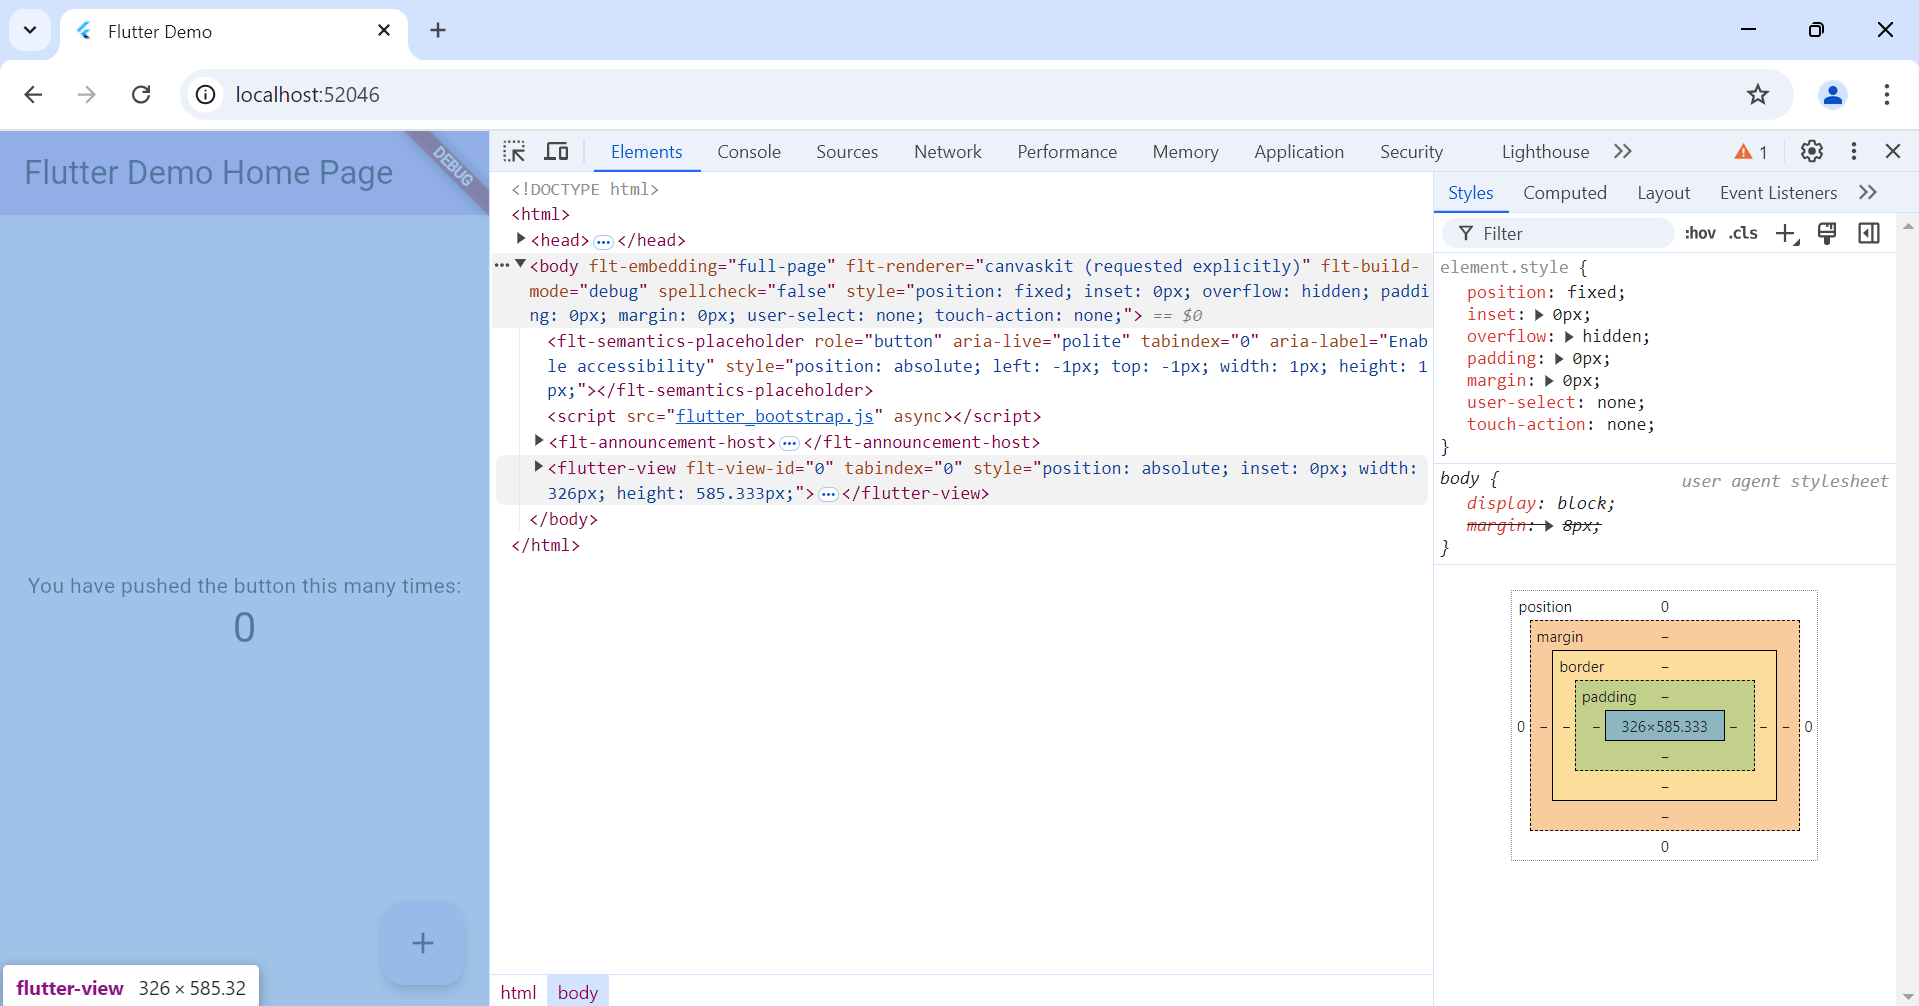 Flutter Demo
localhost:52046
Flutter Demo Home Page
DEBUG
You have pushed the button this many times:
0
flutter-view 326 × 585.32
Elements Console Sources Network Performance Memory Application Security Lighthouse 1
<!DOCTYPE html>
<html>
<head> … </head>
<body flt-embedding="full-page" flt-renderer="canvaskit (requested explicitly)" flt-build-
mode="debug" spellcheck="false" style="position: fixed; inset: 0px; overflow: hidden; paddi
ng: 0px; margin: 0px; user-select: none; touch-action: none;"> == $0
<flt-semantics-placeholder role="button" aria-live="polite" tabindex="0" aria-label="Enab
le accessibility" style="position: absolute; left: -1px; top: -1px; width: 1px; height: 1
px;"></flt-semantics-placeholder>
<script src="flutter_bootstrap.js" async></script>
<flt-announcement-host> … </flt-announcement-host>
<flutter-view flt-view-id="0" tabindex="0" style="position: absolute; inset: 0px; width:
326px; height: 585.333px;"> … </flutter-view>
</body>
</html>
html body
Styles Computed Layout Event Listeners
Filter :hov .cls
element.style {
position: fixed;
inset: 0px;
overflow: hidden;
padding: 0px;
margin: 0px;
user-select: none;
touch-action: none;
}
body { user agent stylesheet
display: block;
margin: 8px;
}
position 0
margin –
border –
padding –
0 – – – 326×585.333 – – – 0
–
–
–
0